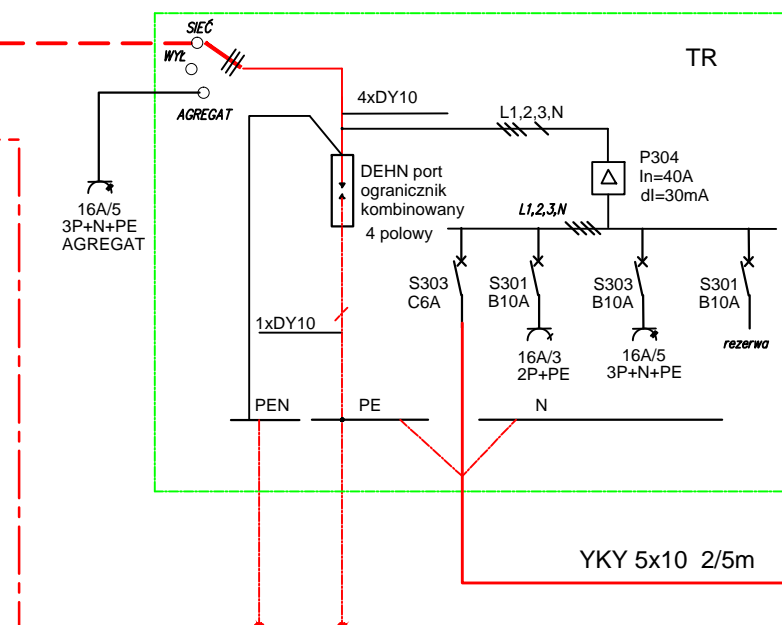 SIEĆ
WYŁ
AGREGAT
16A/5
3P+N+PE
AGREGAT
TR
4xDY10
L1,2,3,N
DEHN port
ogranicznik
kombinowany
4 polowy
P304
In=40A
dI=30mA
L1,2,3,N
S303
C6A
S301
B10A
S303
B10A
S301
B10A
16A/3
2P+PE
16A/5
3P+N+PE
rezerwa
1xDY10
PEN
PE
N
YKY 5x10 2/5m